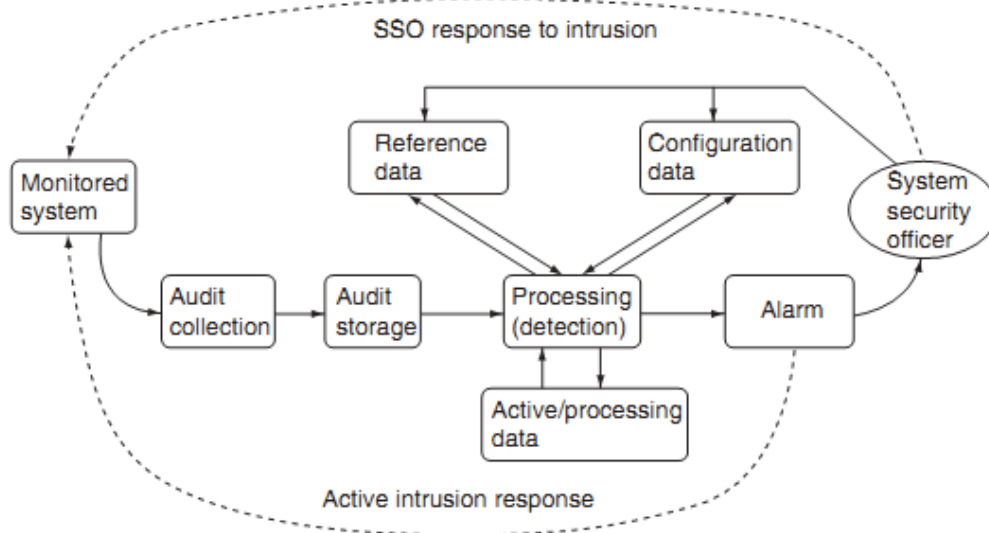 SSO response to intrusion
Reference
data
Configuration
data
Monitored
system
System
security
officer
Audit
collection
Audit
storage
Processing
(detection)
Alarm
Active/processing
data
Active intrusion response